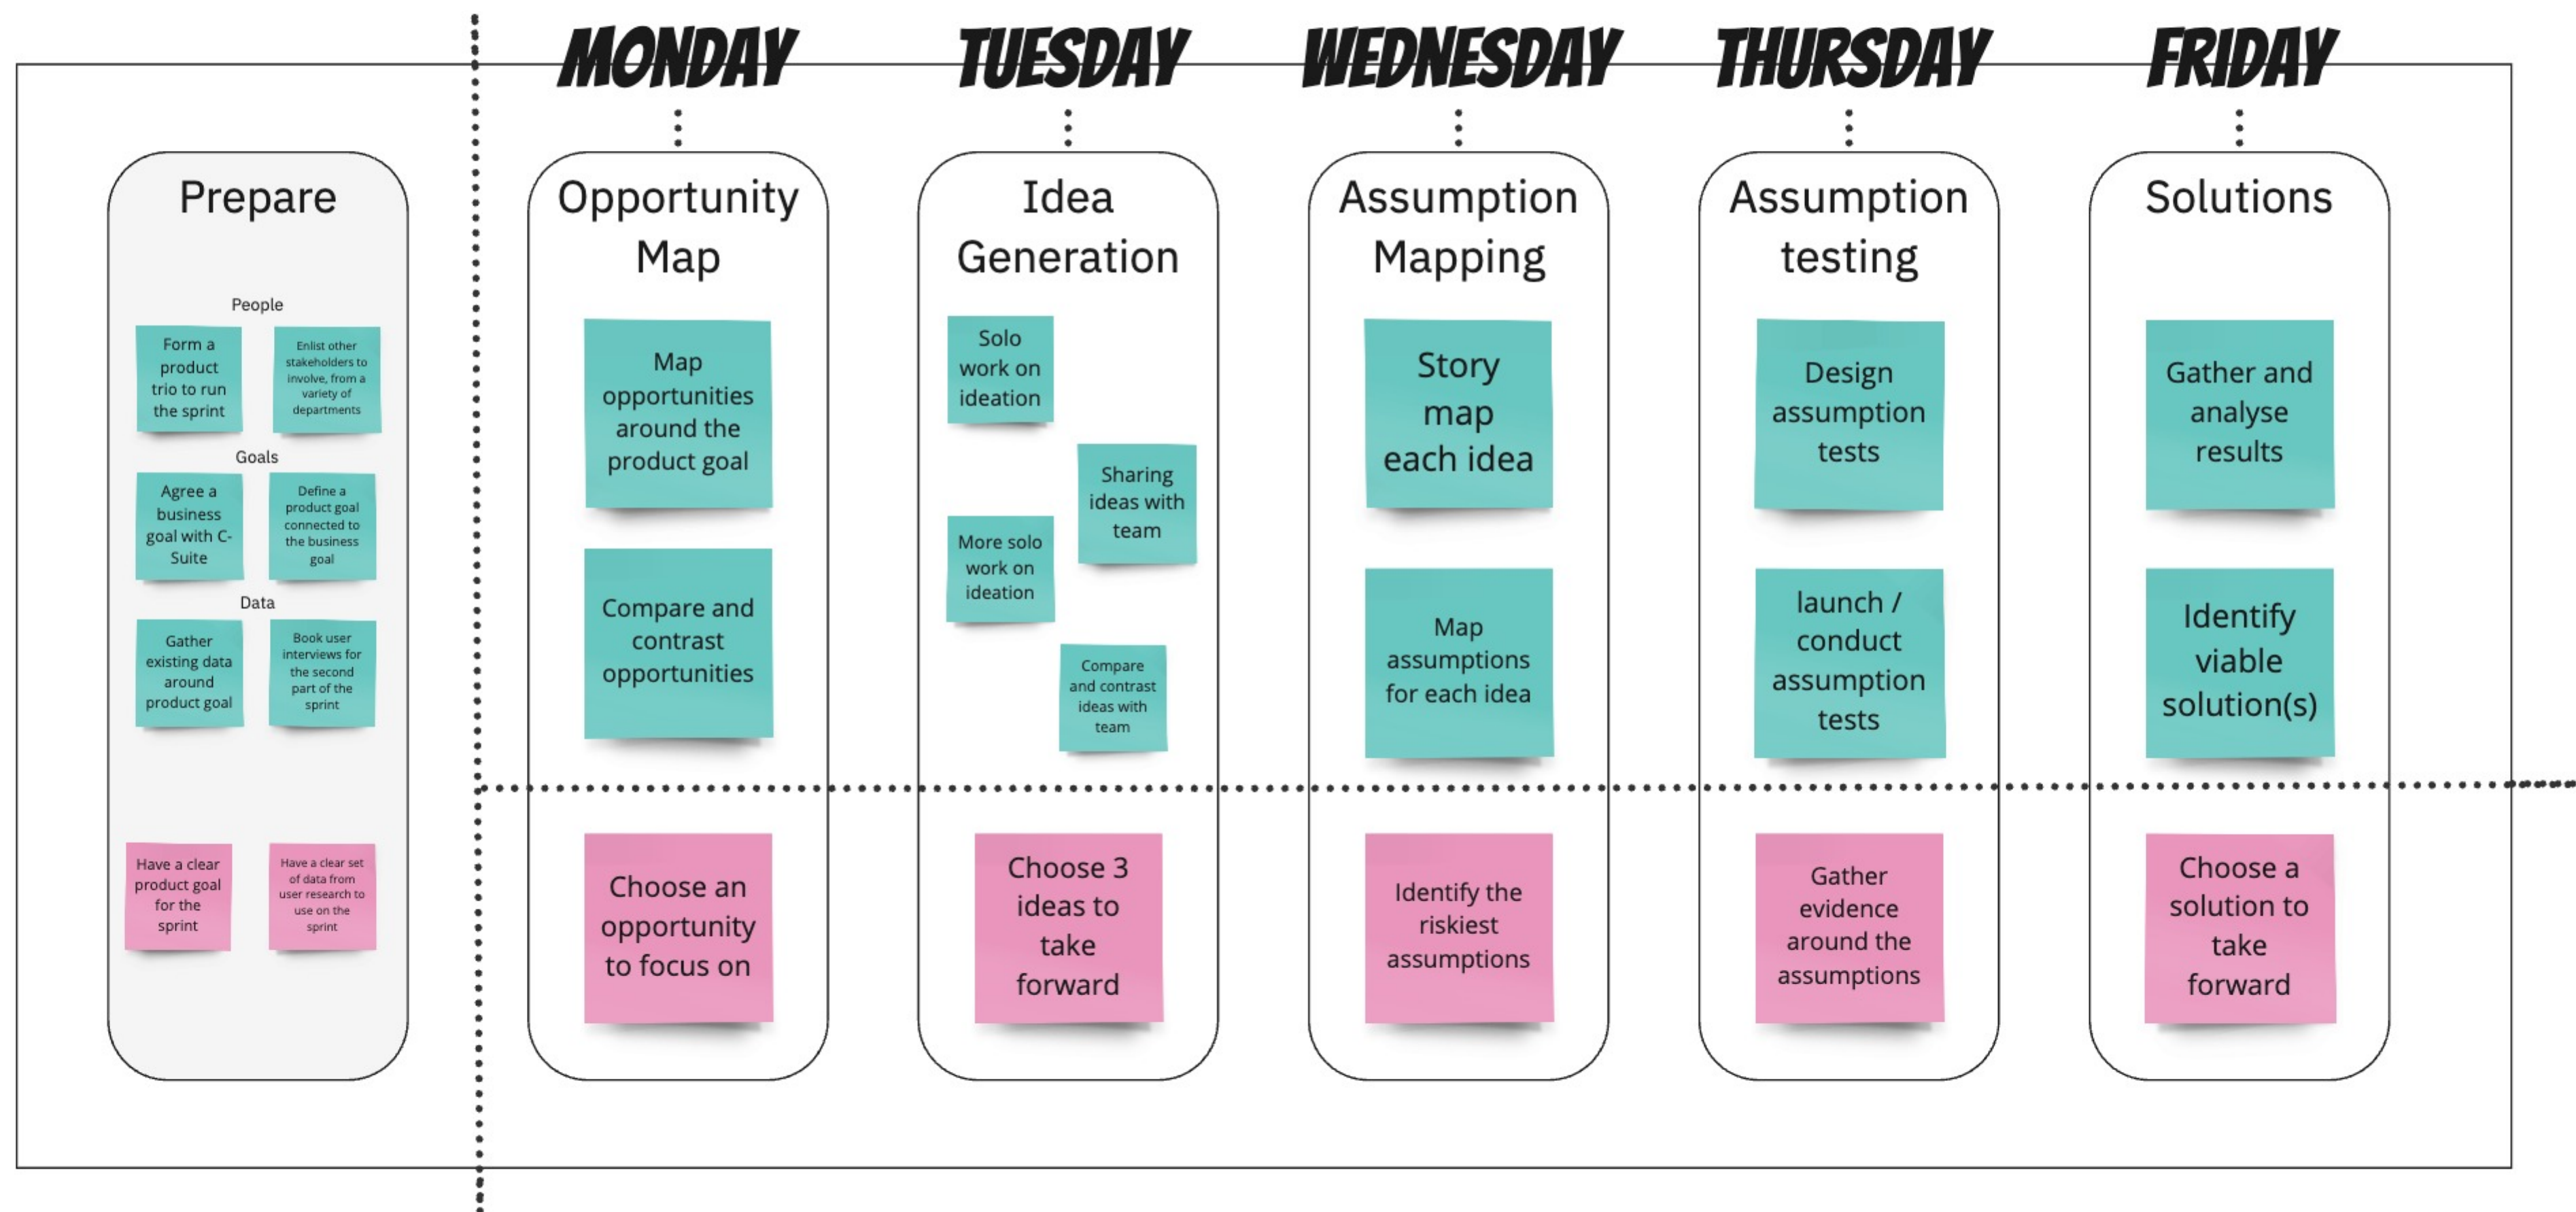 MONDAY
TUESDAY
WEDNESDAY
THURSDAY
FRIDAY
Prepare
People
Form a
product
trio to run
the sprint
Enlist other
stakeholders to
involve, from a
variety of
departments
Goals
Agree a
business
goal with C-
Suite
Define a
product goal
connected to
the business
goal
Data
Gather
existing data
around
product goal
Book user
interviews for
the second
part of the
sprint
Have a clear
product goal
for the
sprint
Have a clear set
of data from
user research to
use on the
sprint
Opportunity
Map
Map
opportunities
around the
product goal
Compare and
contrast
opportunities
Choose an
opportunity
to focus on
Idea
Generation
Solo
work on
ideation
Sharing
ideas with
team
More solo
work on
ideation
Compare
and contrast
ideas with
team
Choose 3
ideas to
take
forward
Assumption
Mapping
Story
map
each idea
Map
assumptions
for each idea
Identify the
riskiest
assumptions
Assumption
testing
Design
assumption
tests
launch /
conduct
assumption
tests
Gather
evidence
around the
assumptions
Solutions
Gather and
analyse
results
Identify
viable
solution(s)
Choose a
solution to
take
forward